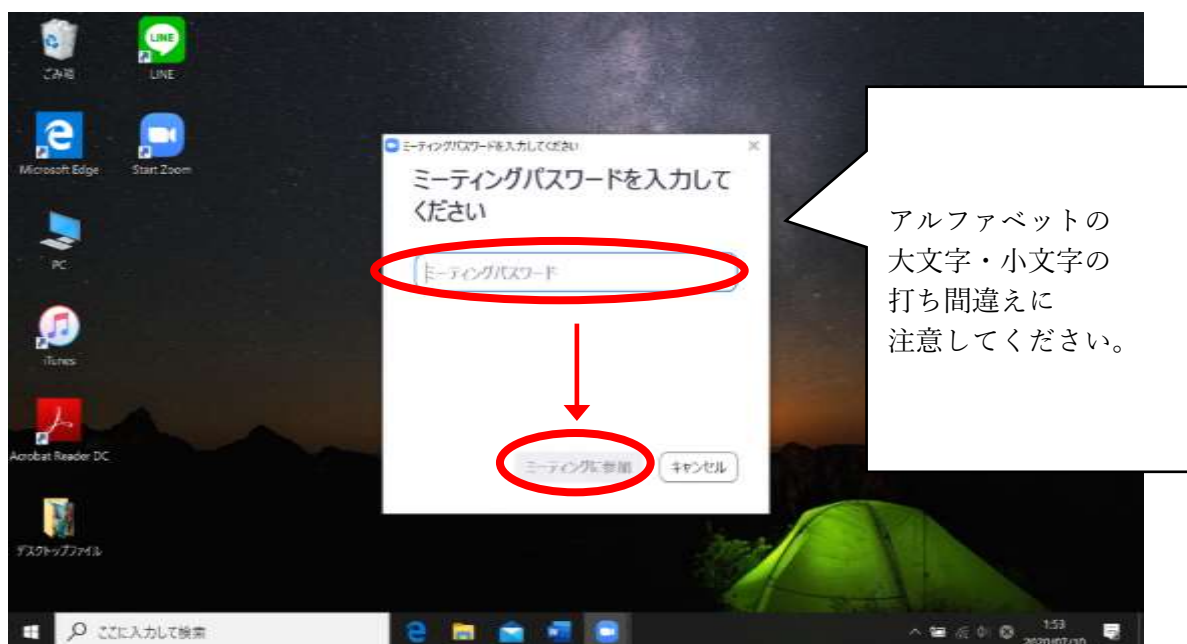 ごみ箱
LINE
LINE
Microsoft Edge
Start Zoom
PC
iTunes
Acrobat Reader DC
デスクトップファイル
ミーティングパスワードを入力してください
ミーティングパスワードを入力して
ください
ミーティングパスワード
ミーティングに参加
キャンセル
アルファベットの
大文字・小文字の
打ち間違えに
注意してください。
ここに入力して検索
1:53
2020/07/10